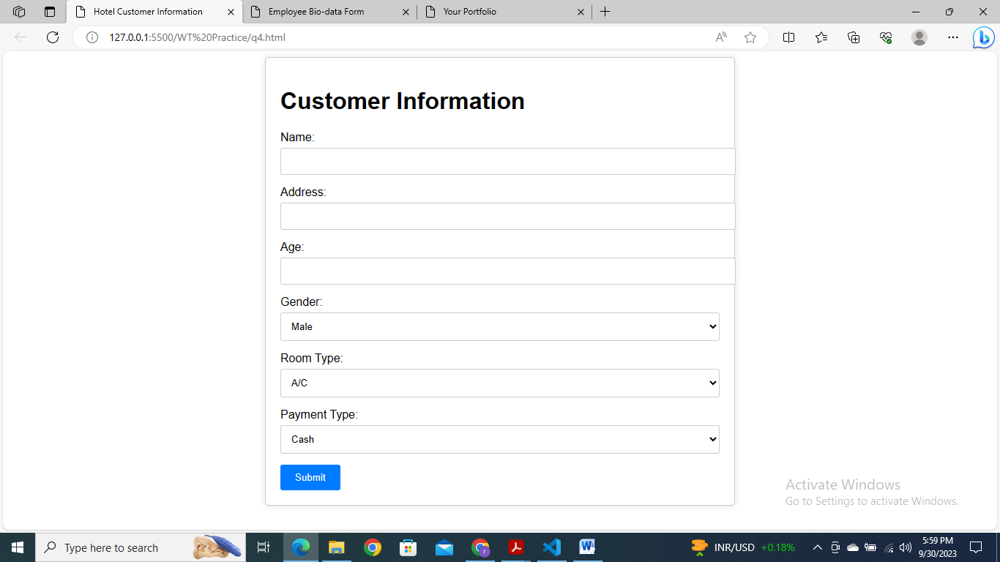 Hotel Customer Information
Employee Bio-data Form
Your Portfolio
127.0.0.1:5500/WT%20Practice/q4.html
Customer Information
Name:
Address:
Age:
Gender:
Male
Room Type:
A/C
Payment Type:
Cash
Submit
Activate Windows
Go to Settings to activate Windows.
Type here to search
INR/USD +0.18%
5:59 PM
9/30/2023